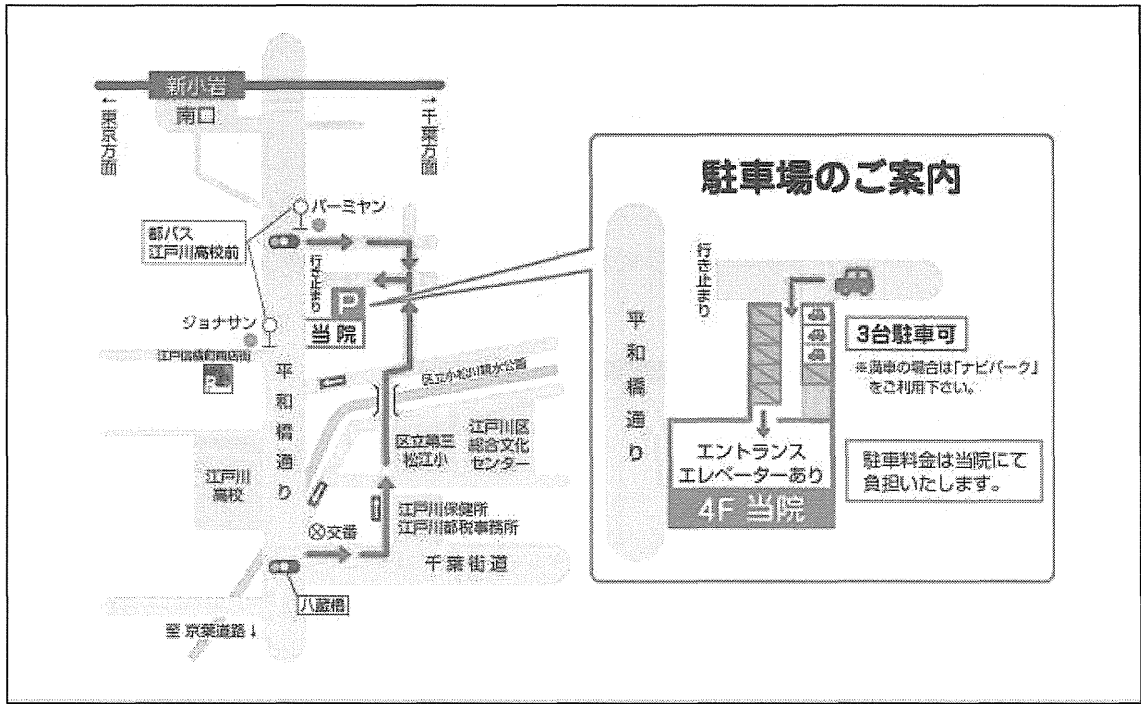 新小岩
南口
←東京方面
→千葉方面
バーミヤン
都バス
江戸川高校前
行き止まり
P
当院
ジョナサン
平和橋通り
区立小松川親水公園
区立第三
松江小
江戸川区
総合文化
センター
江戸川
高校
江戸川保健所
江戸川都税事務所
交番
千葉街道
八蔵橋
至 京葉道路↓
駐車場のご案内
行き止まり
平和橋通り
3台駐車可
※満車の場合は「ナビパーク」
をご利用下さい。
エントランス
エレベーターあり
4F 当院
駐車料金は当院にて
負担いたします。